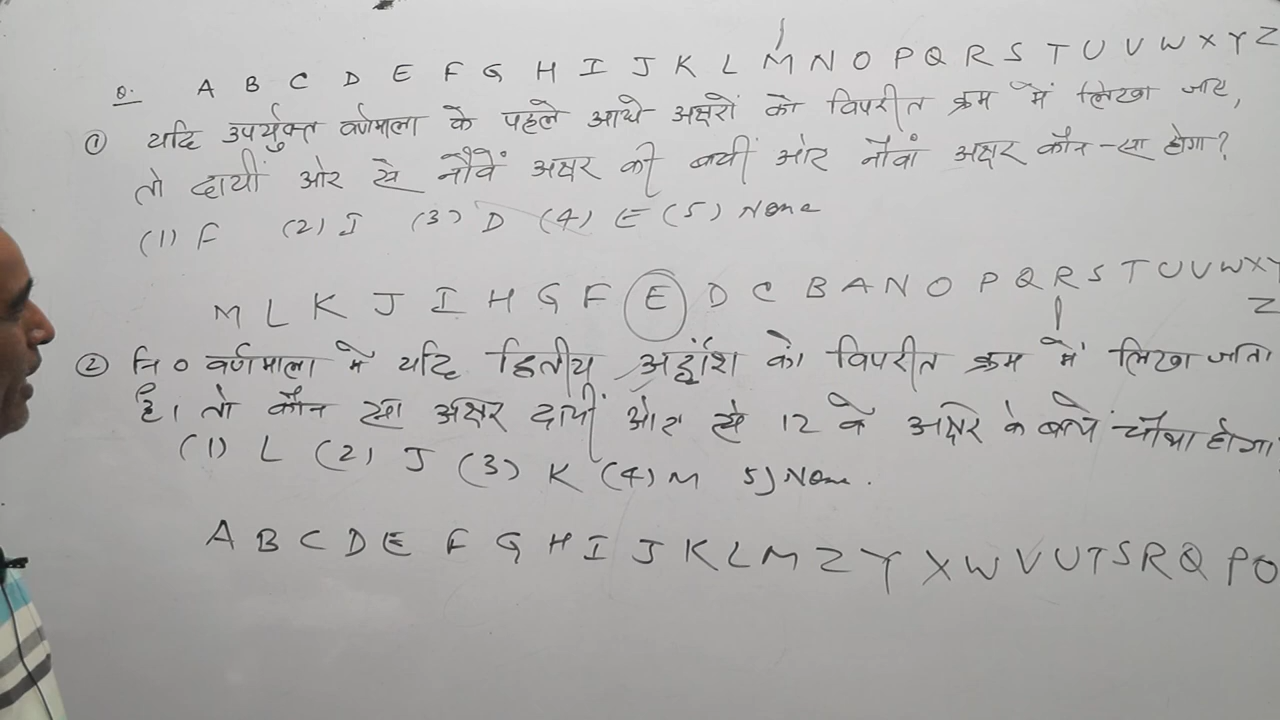 Q. A B C D E F G H I J K L M N O P Q R S T U V W X Y Z
① यदि उपर्युक्त वर्णमाला के पहले आधे अक्षरों को विपरीत क्रम में लिखा जाए,
तो दायीं ओर से नौवें अक्षर की बायीं ओर नौवां अक्षर कौन-सा होगा?
(1) F (2) I (3) D (4) E (5) None
M L K J I H G F E D C B A N O P Q R S T U V W X Y
Z
② नि० वर्णमाला में यदि द्वितीय अर्द्धांश को विपरीत क्रम में लिखा जाता
है। तो कौन सा अक्षर दायीं ओर से 12 वें अक्षर के बायें चौथा होगा
(1) L (2) J (3) K (4) M 5) None.
A B C D E F G H I J K L M Z Y X W V U T S R Q P O